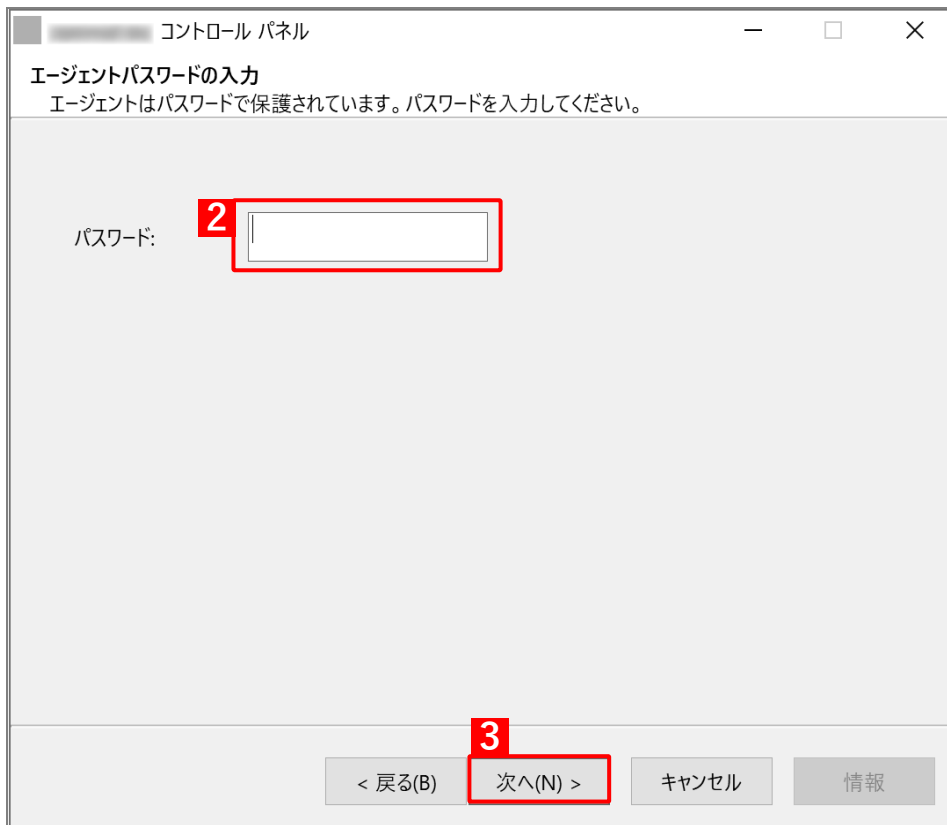 コントロール パネル
エージェントパスワードの入力
エージェントはパスワードで保護されています。パスワードを入力してください。
2
パスワード:
3
< 戻る(B) 次へ(N) > キャンセル 情報